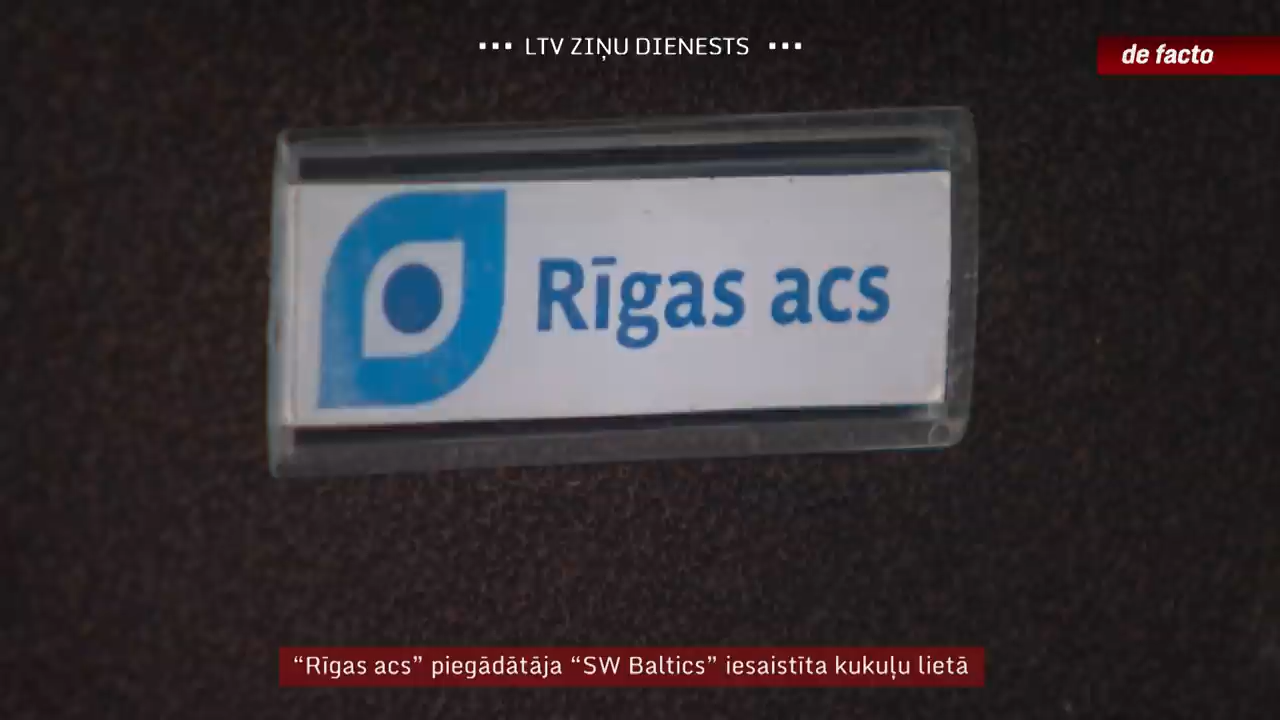 LTV ZIŅU DIENESTS
de facto
Rīgas acs
“Rīgas acs” piegādātāja “SW Baltics” iesaistīta kukuļu lietā